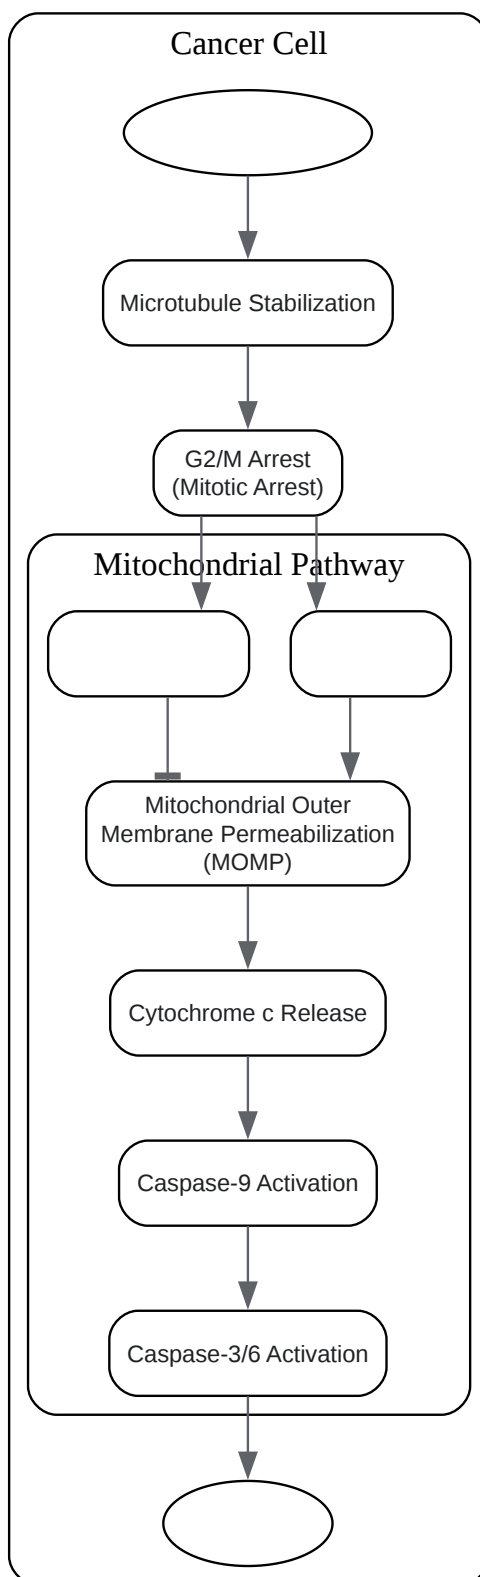 Cancer Cell
Microtubule Stabilization
G2/M Arrest
(Mitotic Arrest)
Mitochondrial Pathway
Mitochondrial Outer
Membrane Permeabilization
(MOMP)
Cytochrome c Release
Caspase-9 Activation
Caspase-3/6 Activation